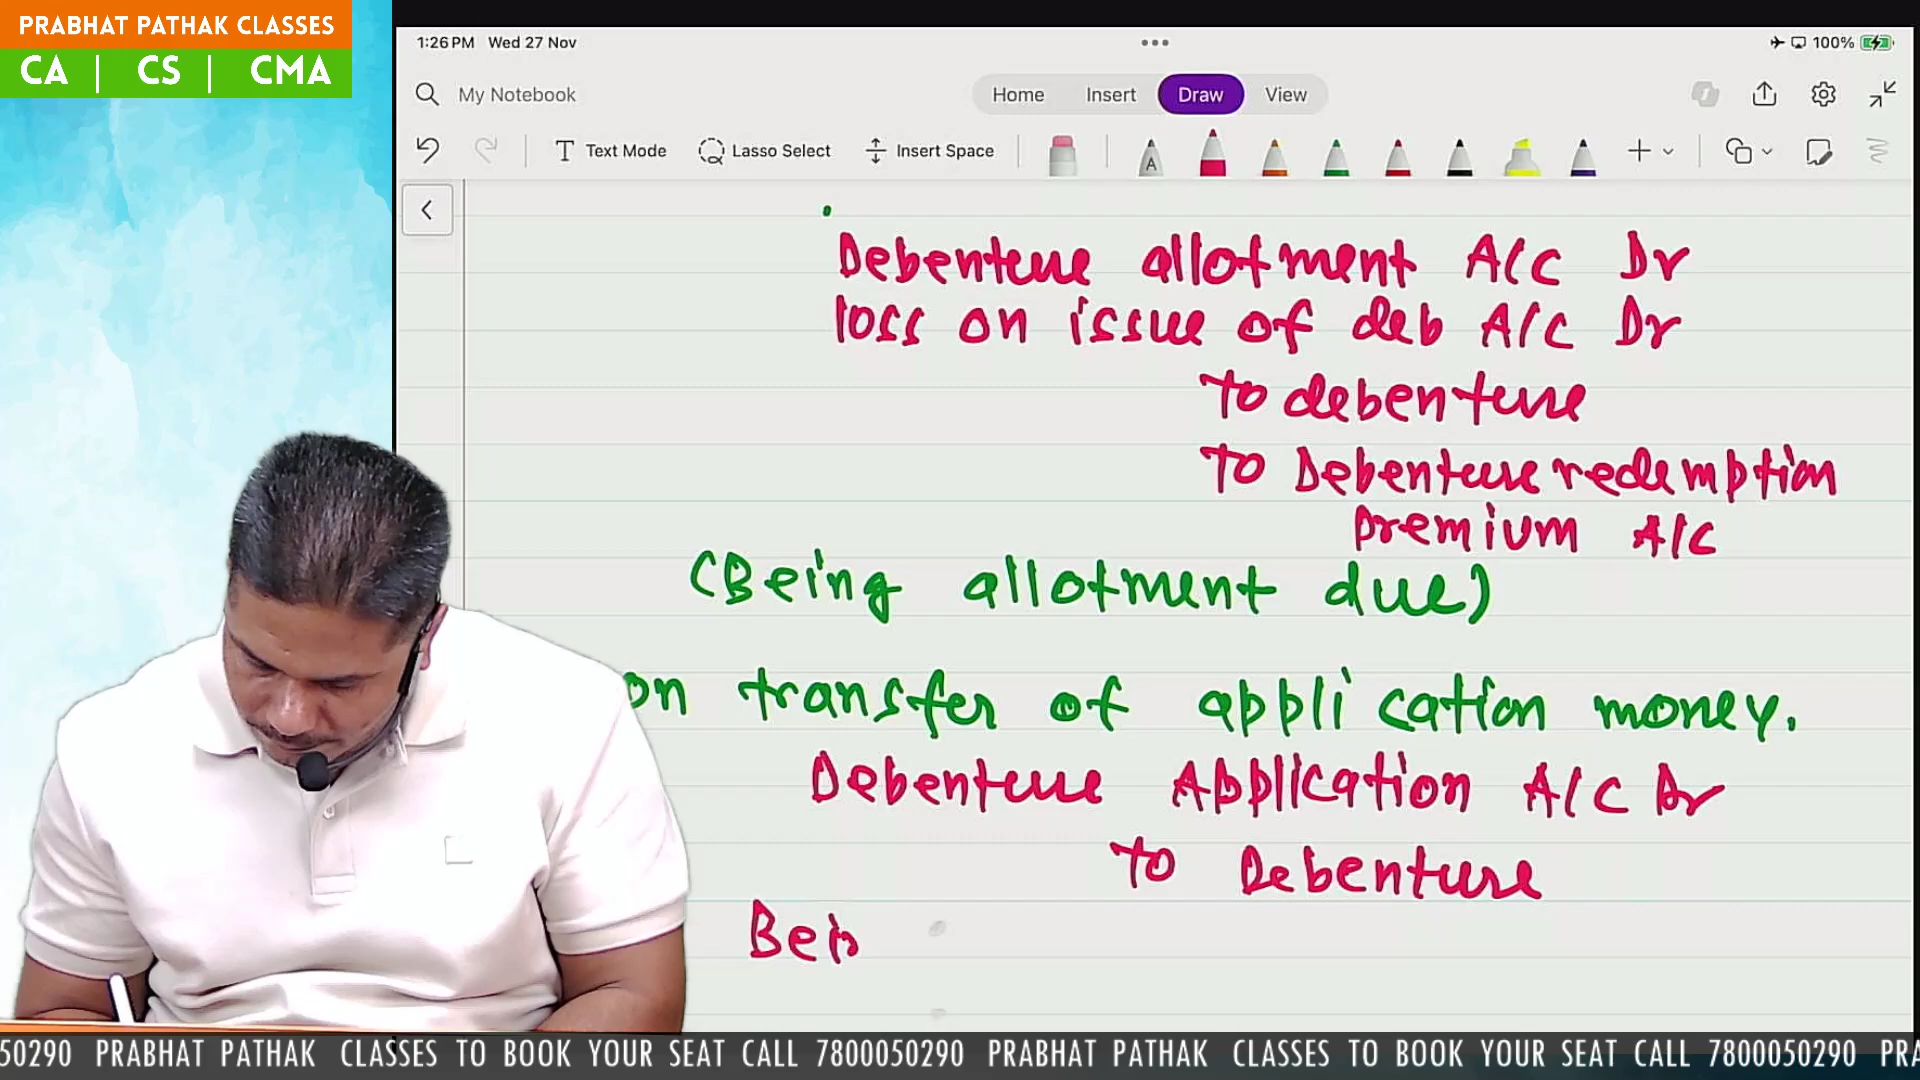 PRABHAT PATHAK CLASSES
CA | CS | CMA
1:26 PM Wed 27 Nov
100%
My Notebook
Home Insert Draw View
Text Mode Lasso Select Insert Space
A
Debenture allotment A/C Dr
loss on issue of deb A/C Dr
To debenture
To Debenture redemption
premium A/C
(Being allotment due)
on transfer of application money.
Debenture Application A/C Dr
To Debenture
Bein
50290 PRABHAT PATHAK CLASSES TO BOOK YOUR SEAT CALL 7800050290 PRABHAT PATHAK CLASSES TO BOOK YOUR SEAT CALL 7800050290 PRA